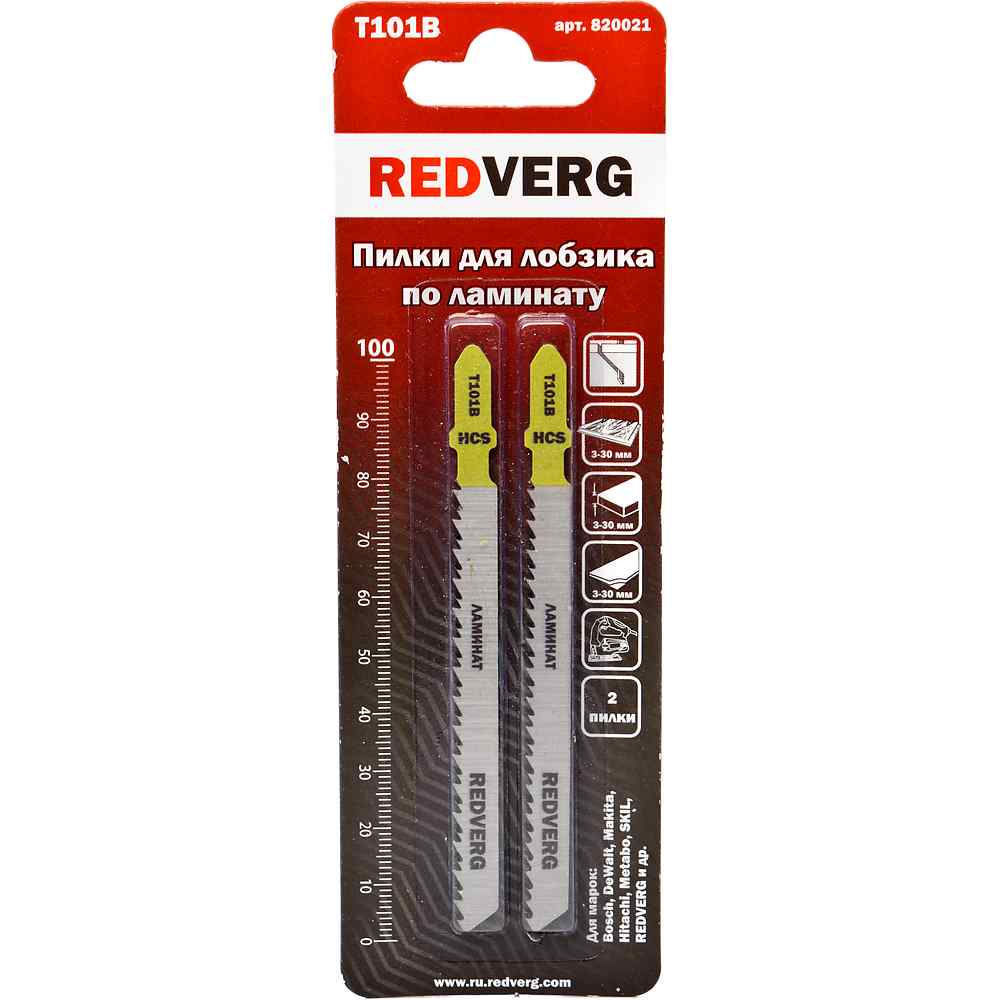 T101B
арт. 820021
REDVERG
Пилки для лобзика
по ламинату
100
90
80
70
60
50
40
30
20
10
0
T101B
HCS
ЛАМИНАТ
REDVERG
T101B
HCS
ЛАМИНАТ
REDVERG
3-30 мм
3-30 мм
3-30 мм
2
ПИЛКИ
Для марок:
Bosch, DeWalt, Makita,
Hitachi, Metabo, SKIL,
REDVERG и др.
www.ru.redverg.com